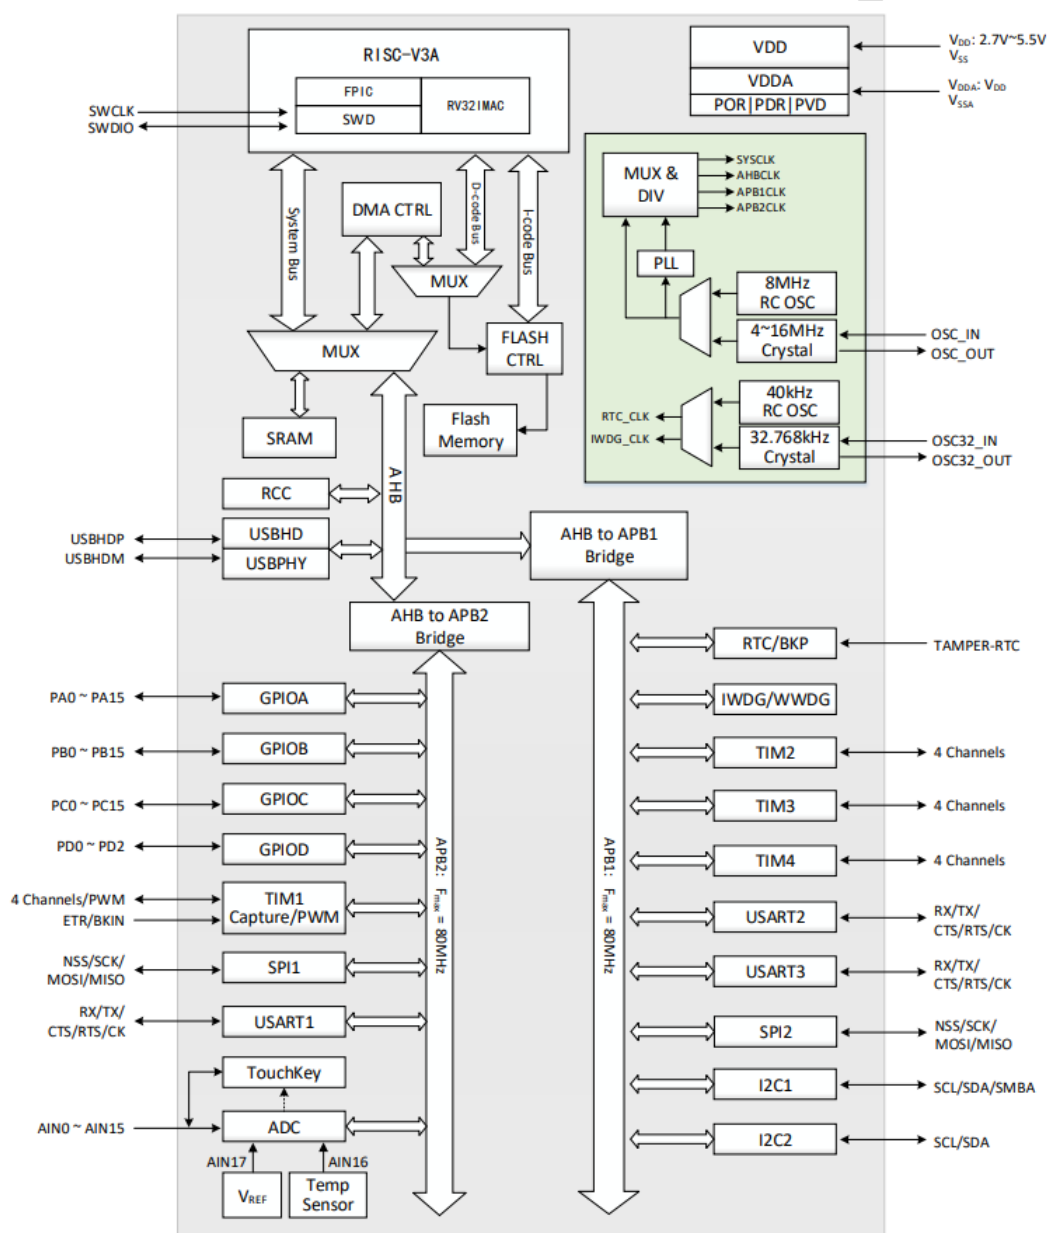 RISC-V3A
FPIC
SWD
RV32IMAC
SWCLK
SWDIO
VDD
VDDA
POR|PDR|PVD
VDD: 2.7V~5.5V
VSS
VDDA: VDD
VSSA
System Bus
DMA CTRL
D-code Bus
I-code Bus
MUX
MUX
FLASH
CTRL
SRAM
Flash
Memory
MUX &
DIV
SYSCLK
AHBCLK
APB1CLK
APB2CLK
PLL
8MHz
RC OSC
4~16MHz
Crystal
OSC_IN
OSC_OUT
40kHz
RC OSC
RTC_CLK
IWDG_CLK
32.768kHz
Crystal
OSC32_IN
OSC32_OUT
AHB
RCC
USBHD
USBPHY
USBHDP
USBHDM
AHB to APB1
Bridge
AHB to APB2
Bridge
PA0 ~ PA15
GPIOA
PB0 ~ PB15
GPIOB
PC0 ~ PC15
GPIOC
PD0 ~ PD2
GPIOD
4 Channels/PWM
ETR/BKIN
TIM1
Capture/PWM
NSS/SCK/
MOSI/MISO
SPI1
RX/TX/
CTS/RTS/CK
USART1
TouchKey
AIN0 ~ AIN15
ADC
AIN17
AIN16
VREF
Temp
Sensor
APB2: Fmax = 80MHz
APB1: Fmax = 80MHz
RTC/BKP
TAMPER-RTC
IWDG/WWDG
TIM2
4 Channels
TIM3
4 Channels
TIM4
4 Channels
USART2
RX/TX/
CTS/RTS/CK
USART3
RX/TX/
CTS/RTS/CK
SPI2
NSS/SCK/
MOSI/MISO
I2C1
SCL/SDA/SMBA
I2C2
SCL/SDA